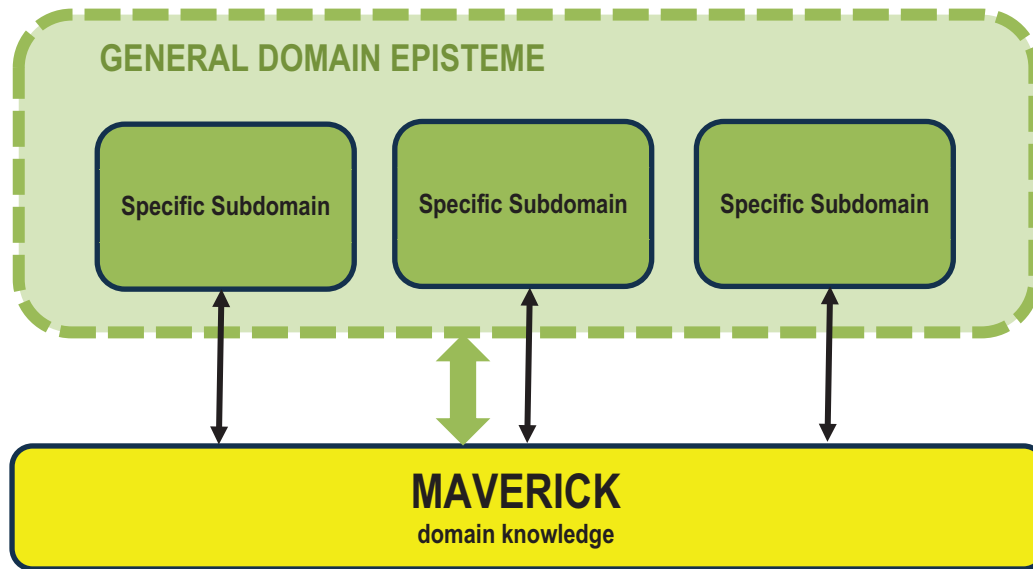 GENERAL DOMAIN EPISTEME
Specific Subdomain
Specific Subdomain
Specific Subdomain
MAVERICK
domain knowledge